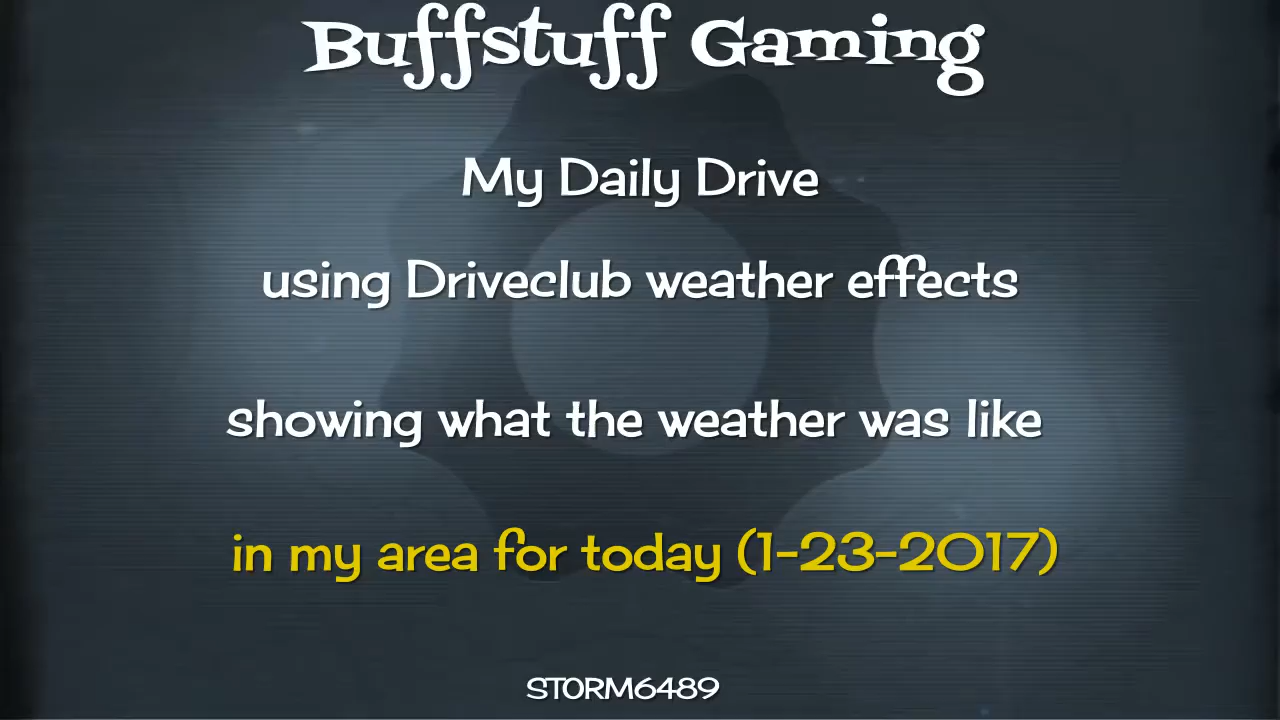 Buffstuff Gaming
My Daily Drive
using Driveclub weather effects
showing what the weather was like
in my area for today (1-23-2017)
STORM6489